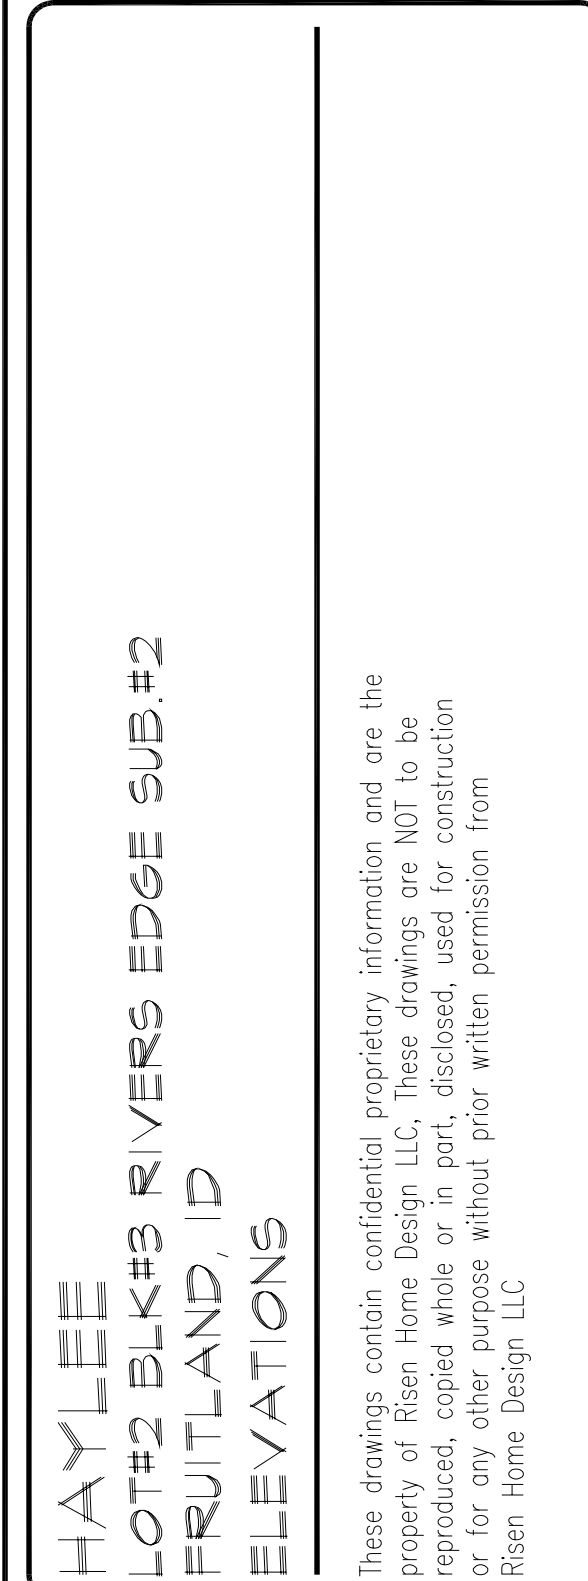 HAYLEE
LOT#2 BLK#3 RIVERS EDGE SUB.#2
FRUITLAND, ID
ELEVATIONS
These drawings contain confidential proprietary information and are the
property of Risen Home Design LLC, These drawings are NOT to be
reproduced, copied whole or in part, disclosed, used for construction
or for any other purpose without prior written permission from
Risen Home Design LLC